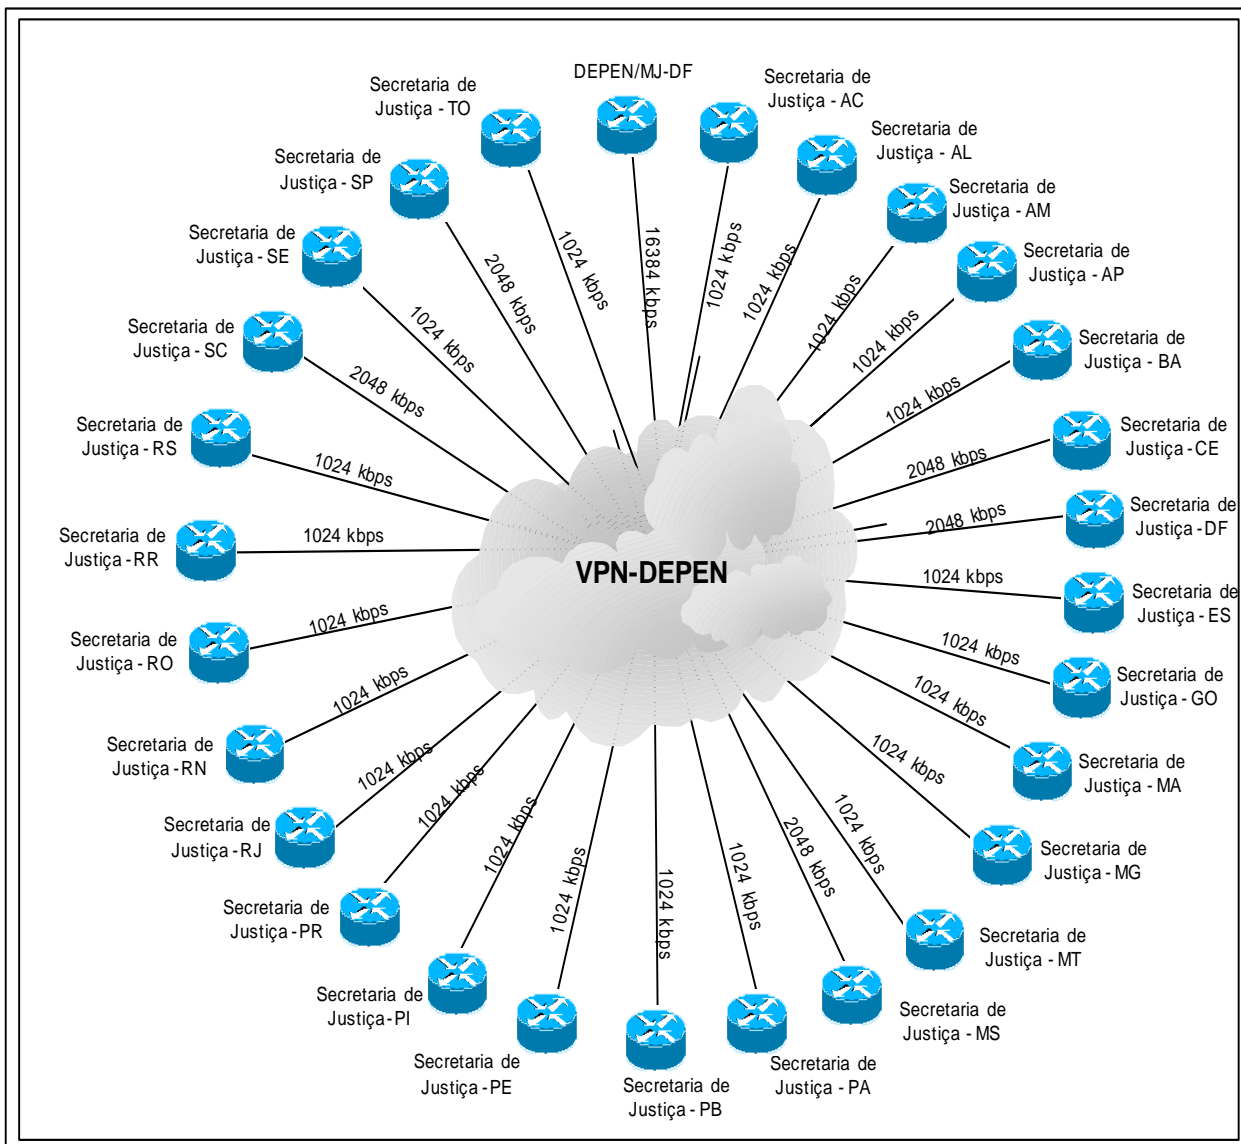 DEPEN/MJ-DF
Secretaria de
Justiça - AC
Secretaria de
Justiça - TO
Secretaria de
Justiça - AL
Secretaria de
Justiça - SP
Secretaria de
Justiça - AM
Secretaria de
Justiça - SE
Secretaria de
Justiça - AP
Secretaria de
Justiça - SC
Secretaria de
Justiça - BA
Secretaria de
Justiça - RS
Secretaria de
Justiça -CE
Secretaria de
Justiça - RR
Secretaria de
Justiça -DF
Secretaria de
Justiça - RO
Secretaria de
Justiça - ES
Secretaria de
Justiça - GO
Secretaria de
Justiça -RN
Secretaria de
Justiça - MA
Secretaria de
Justiça -RJ
Secretaria de
Justiça - MG
Secretaria de
Justiça -PR
Secretaria de
Justiça - MT
Secretaria de
Justiça-PI
Secretaria de
Justiça - MS
Secretaria de
Justiça -PE
Secretaria de
Justiça - PB
Secretaria de
Justiça - PA
VPN-DEPEN
16384 kbps
1024 kbps
1024 kbps
1024 kbps
1024 kbps
1024 kbps
2048 kbps
2048 kbps
1024 kbps
1024 kbps
1024 kbps
1024 kbps
1024 kbps
2048 kbps
1024 kbps
1024 kbps
1024 kbps
1024 kbps
1024 kbps
1024 kbps
1024 kbps
1024 kbps
1024 kbps
1024 kbps
2048 kbps
1024 kbps
2048 kbps
1024 kbps